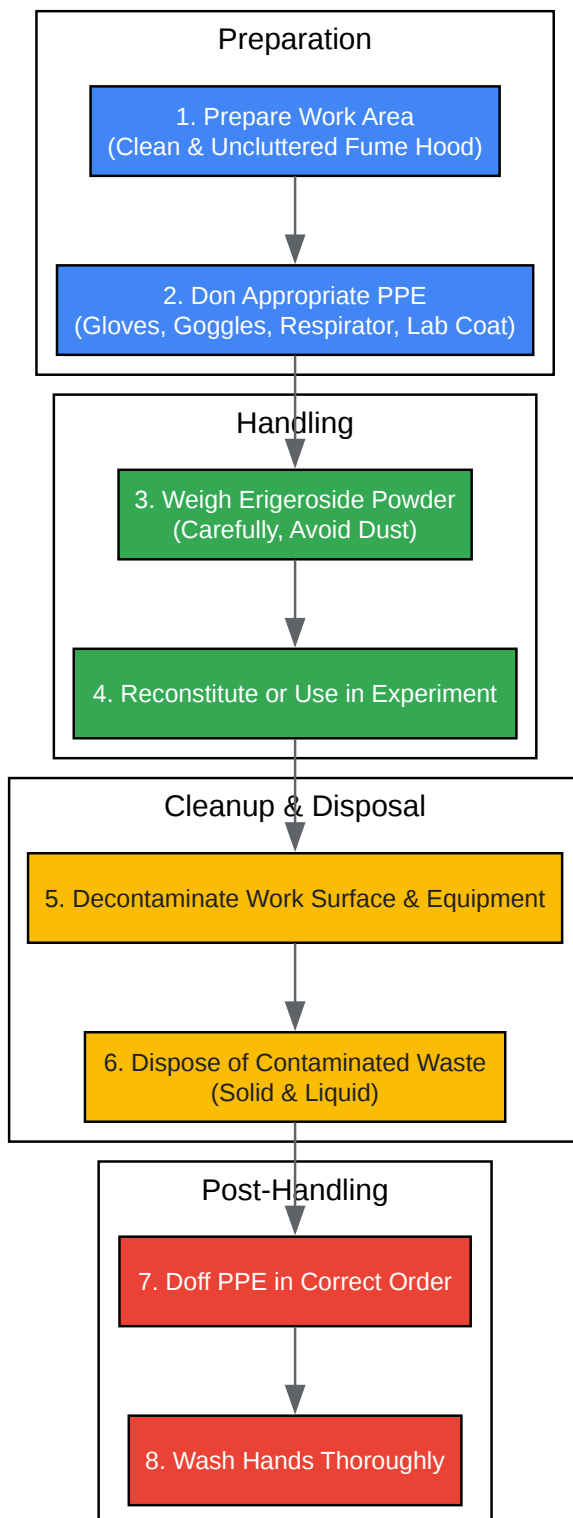 Preparation
1. Prepare Work Area
(Clean & Uncluttered Fume Hood)
2. Don Appropriate PPE
(Gloves, Goggles, Respirator, Lab Coat)
Handling
3. Weigh Erigeroside Powder
(Carefully, Avoid Dust)
4. Reconstitute or Use in Experiment
Cleanup & Disposal
5. Decontaminate Work Surface & Equipment
6. Dispose of Contaminated Waste
(Solid & Liquid)
Post-Handling
7. Doff PPE in Correct Order
8. Wash Hands Thoroughly